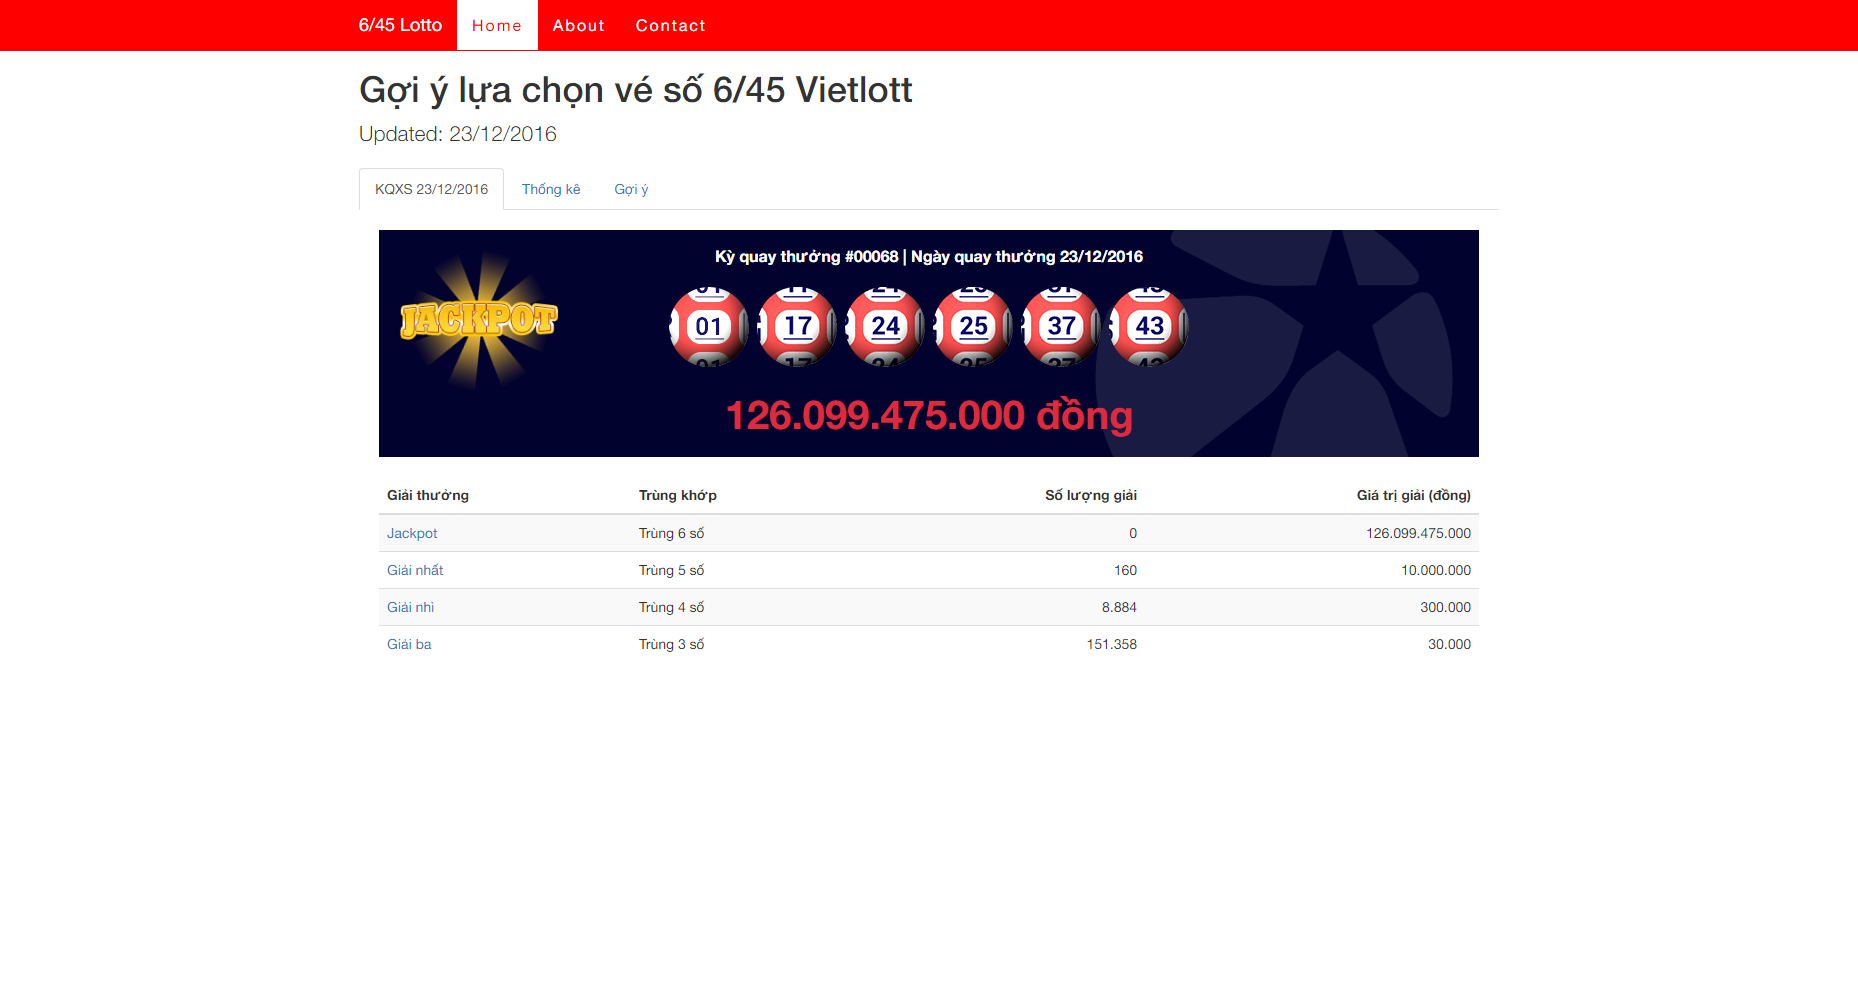 6/45 Lotto Home About Contact
Gợi ý lựa chọn vé số 6/45 Vietlott
Updated: 23/12/2016
KQXS 23/12/2016 Thống kê Gợi ý
Kỳ quay thưởng #00068 | Ngày quay thưởng 23/12/2016
JACKPOT
01 17 24 25 37 43
126.099.475.000 đồng
Giải thưởng Trùng khớp Số lượng giải Giá trị giải (đồng)
Jackpot Trùng 6 số 0 126.099.475.000
Giải nhất Trùng 5 số 160 10.000.000
Giải nhì Trùng 4 số 8.884 300.000
Giải ba Trùng 3 số 151.358 30.000